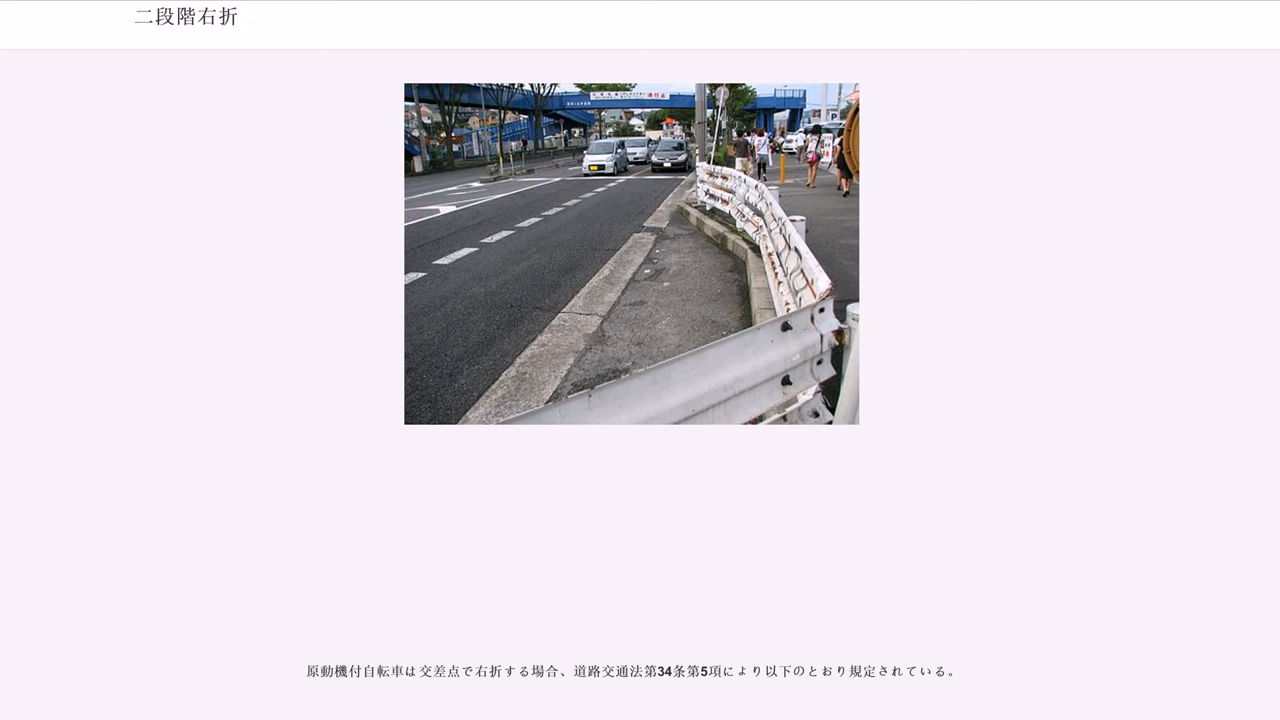 二段階右折
P
原動機付自転車は交差点で右折する場合、道路交通法第34条第5項により以下のとおり規定されている。